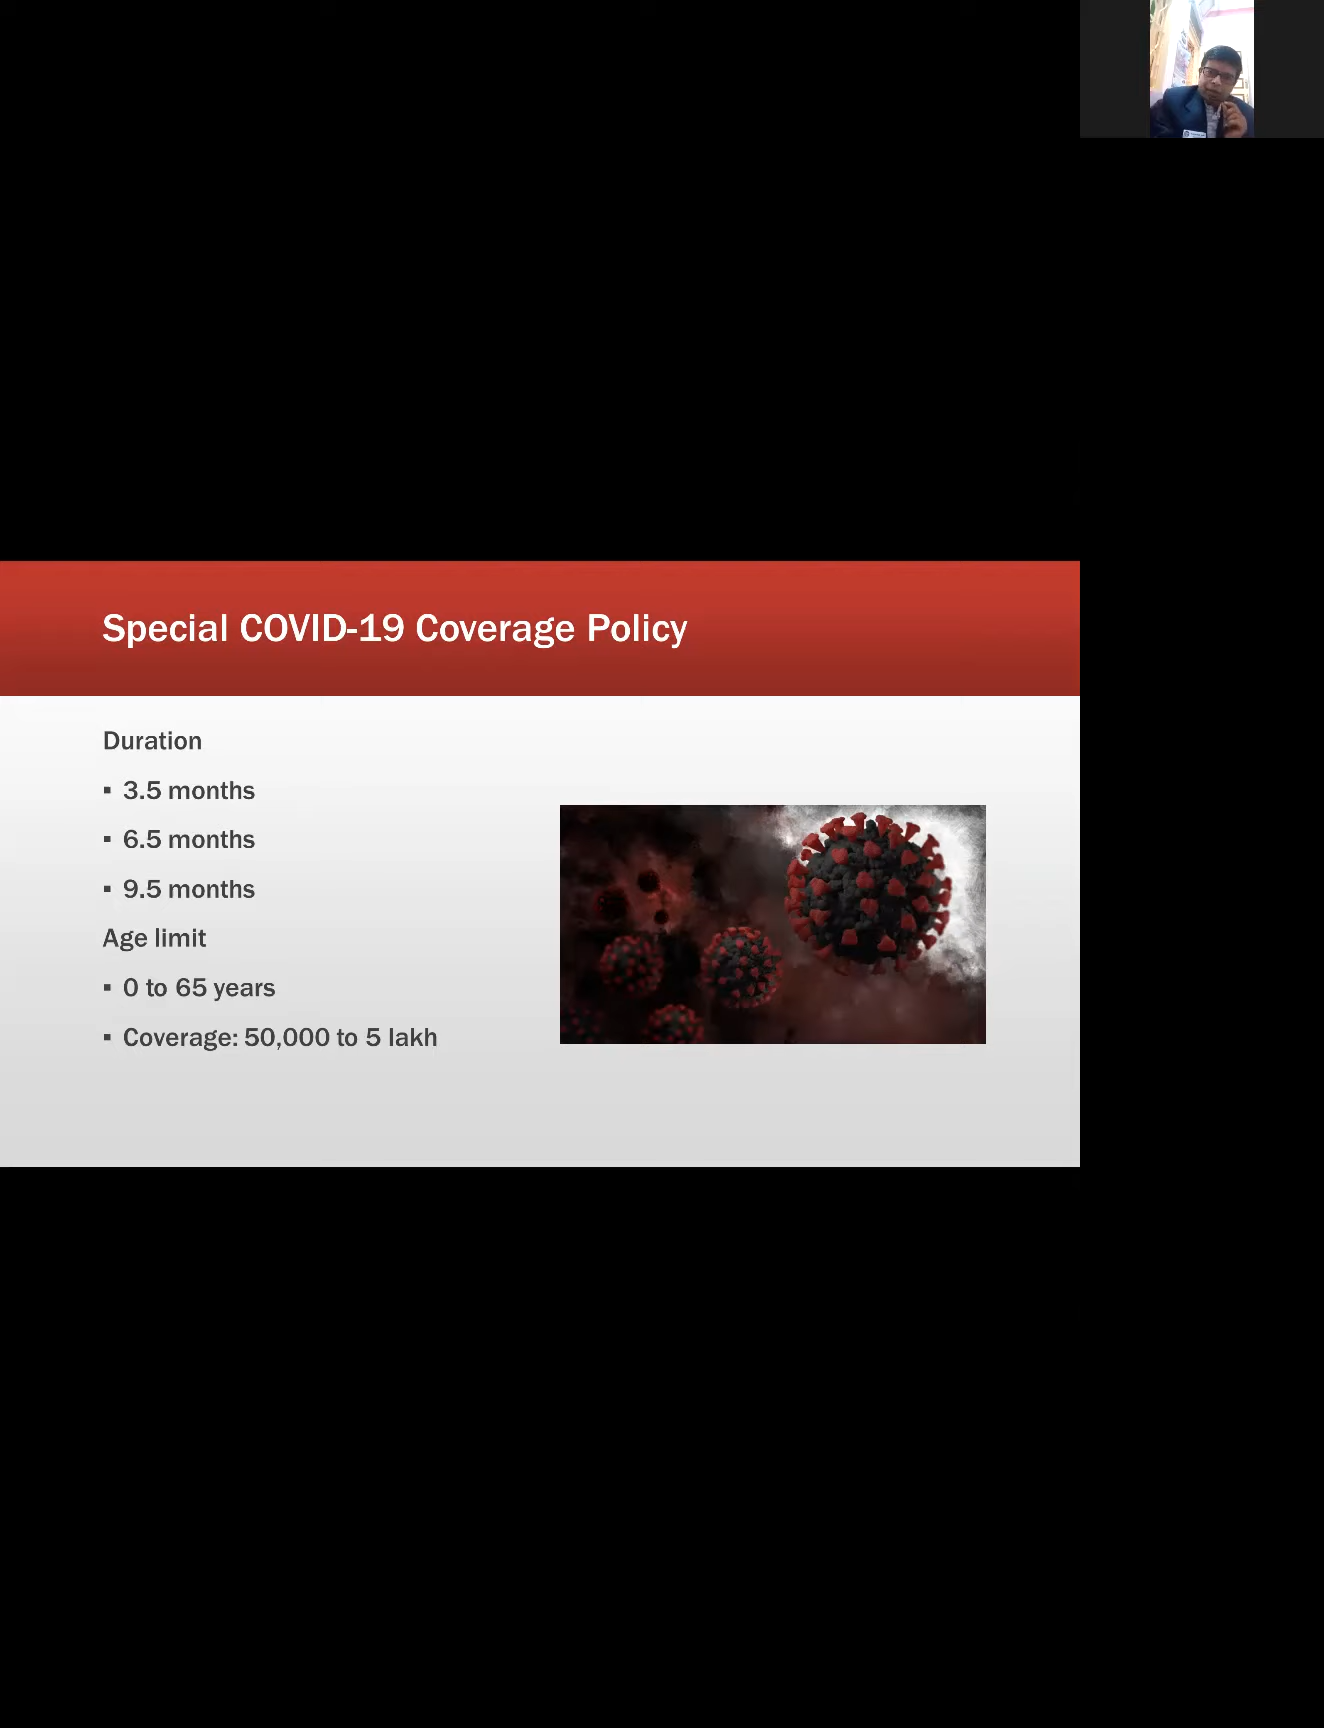 Special COVID-19 Coverage Policy
Duration
▪ 3.5 months
▪ 6.5 months
▪ 9.5 months
Age limit
▪ 0 to 65 years
▪ Coverage: 50,000 to 5 lakh